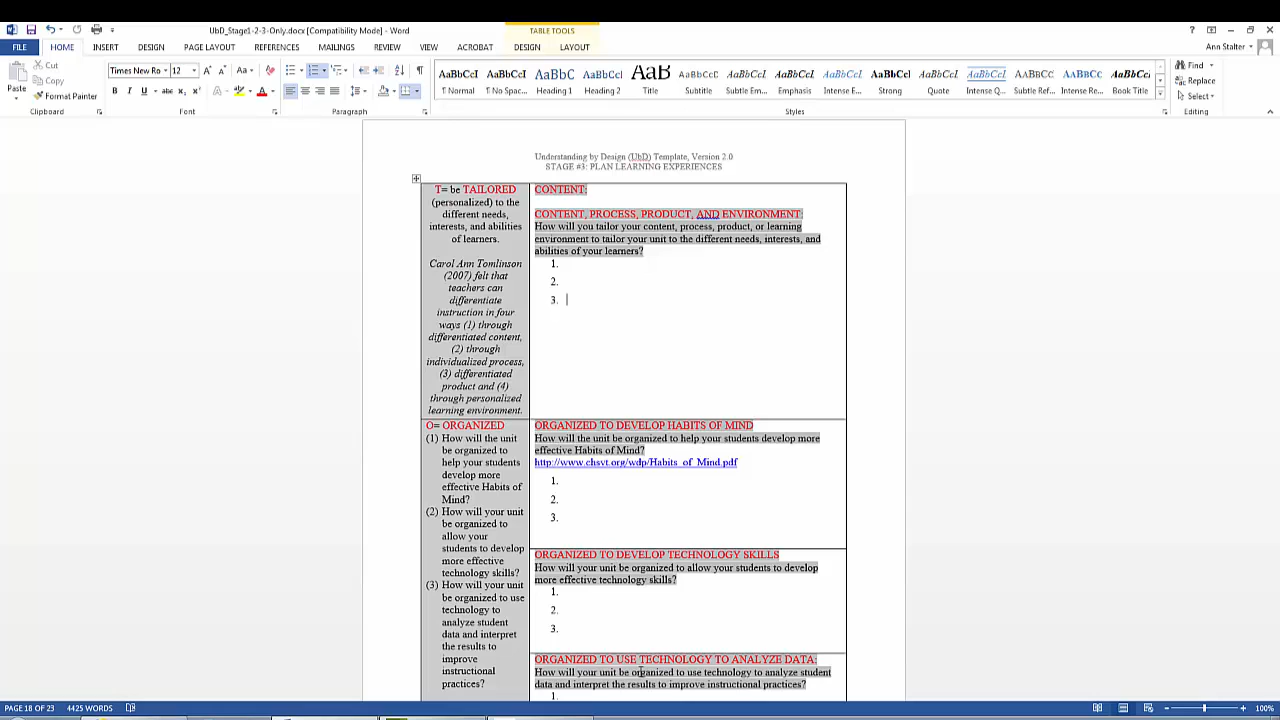 UbD_Stage1-2-3-Only.docx [Compatibility Mode] - Word
TABLE TOOLS
FILE HOME INSERT DESIGN PAGE LAYOUT REFERENCES MAILINGS REVIEW VIEW ACROBAT DESIGN LAYOUT
Ann Stalter
Paste
Cut
Copy
Format Painter
Clipboard
Times New Ro 12
Font
Paragraph
AaBbCcI AaBbCcI AaBbC AaBbCcI AaB AaBbCcI AaBbCcI AaBbCcI AaBbCcI AaBbCcI AaBbCcI AaBbCcI AaBbCcI AaBbCc AaBbCcI
¶ Normal ¶ No Spac... Heading 1 Heading 2 Title Subtitle Subtle Em... Emphasis Intense E... Strong Quote Intense Q... Subtle Ref... Intense Re... Book Title
Styles
Find
Replace
Select
Editing
Understanding by Design (UbD) Template, Version 2.0
STAGE #3: PLAN LEARNING EXPERIENCES
T= be TAILORED
(personalized) to the
different needs,
interests, and abilities
of learners.
Carol Ann Tomlinson
(2007) felt that
teachers can
differentiate
instruction in four
ways (1) through
differentiated content,
(2) through
individualized process,
(3) differentiated
product and (4)
through personalized
learning environment.
CONTENT:
CONTENT, PROCESS, PRODUCT, AND ENVIRONMENT:
How will you tailor your content, process, product, or learning
environment to tailor your unit to the different needs, interests, and
abilities of your learners?
1.
2.
3.
O= ORGANIZED
(1) How will the unit
be organized to
help your students
develop more
effective Habits of
Mind?
(2) How will your unit
be organized to
allow your
students to develop
more effective
technology skills?
(3) How will your unit
be organized to use
technology to
analyze student
data and interpret
the results to
improve
instructional
practices?
ORGANIZED TO DEVELOP HABITS OF MIND
How will the unit be organized to help your students develop more
effective Habits of Mind?
http://www.chsvt.org/wdp/Habits_of_Mind.pdf
1.
2.
3.
ORGANIZED TO DEVELOP TECHNOLOGY SKILLS
How will your unit be organized to allow your students to develop
more effective technology skills?
1.
2.
3.
ORGANIZED TO USE TECHNOLOGY TO ANALYZE DATA:
How will your unit be organized to use technology to analyze student
data and interpret the results to improve instructional practices?
1.
PAGE 18 OF 23 4425 WORDS
100%